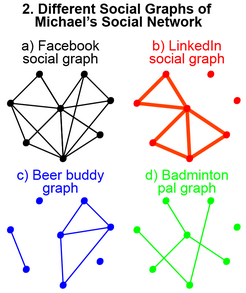 2. Different Social Graphs of
Michael's Social Network
a) Facebook
social graph
b) LinkedIn
social graph
c) Beer buddy
graph
d) Badminton
pal graph